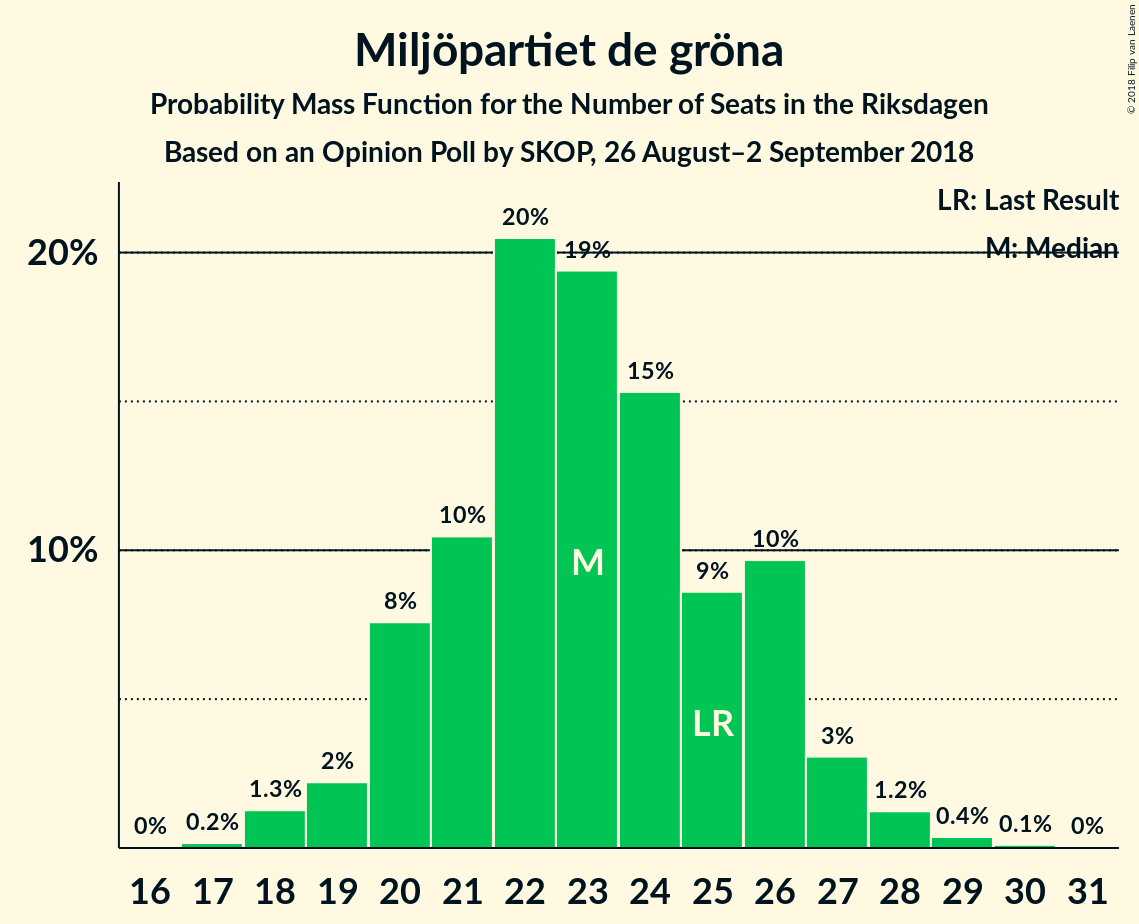 Miljöpartiet de gröna
Probability Mass Function for the Number of Seats in the Riksdagen
Based on an Opinion Poll by SKOP, 26 August–2 September 2018
© 2018 Filip van Laenen
LR: Last Result
M: Median
20%
10%
0%
0.2%
1.3%
2%
8%
10%
20%
19%
15%
9%
10%
3%
1.2%
0.4%
0.1%
0%
M
LR
16 17 18 19 20 21 22 23 24 25 26 27 28 29 30 31